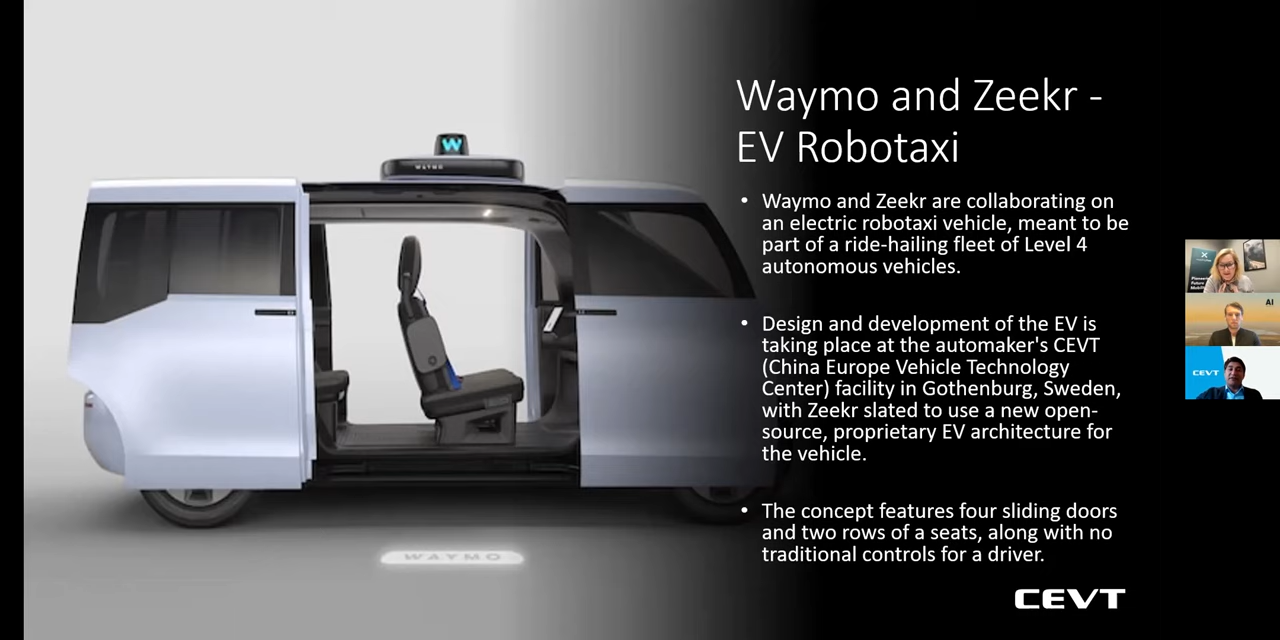 Waymo and Zeekr -
EV Robotaxi
• Waymo and Zeekr are collaborating on
an electric robotaxi vehicle, meant to be
part of a ride-hailing fleet of Level 4
autonomous vehicles.
• Design and development of the EV is
taking place at the automaker's CEVT
(China Europe Vehicle Technology
Center) facility in Gothenburg, Sweden,
with Zeekr slated to use a new open-
source, proprietary EV architecture for
the vehicle.
• The concept features four sliding doors
and two rows of a seats, along with no
traditional controls for a driver.
CEVT
W
WAYMO
WAYMO
AI
CEVT